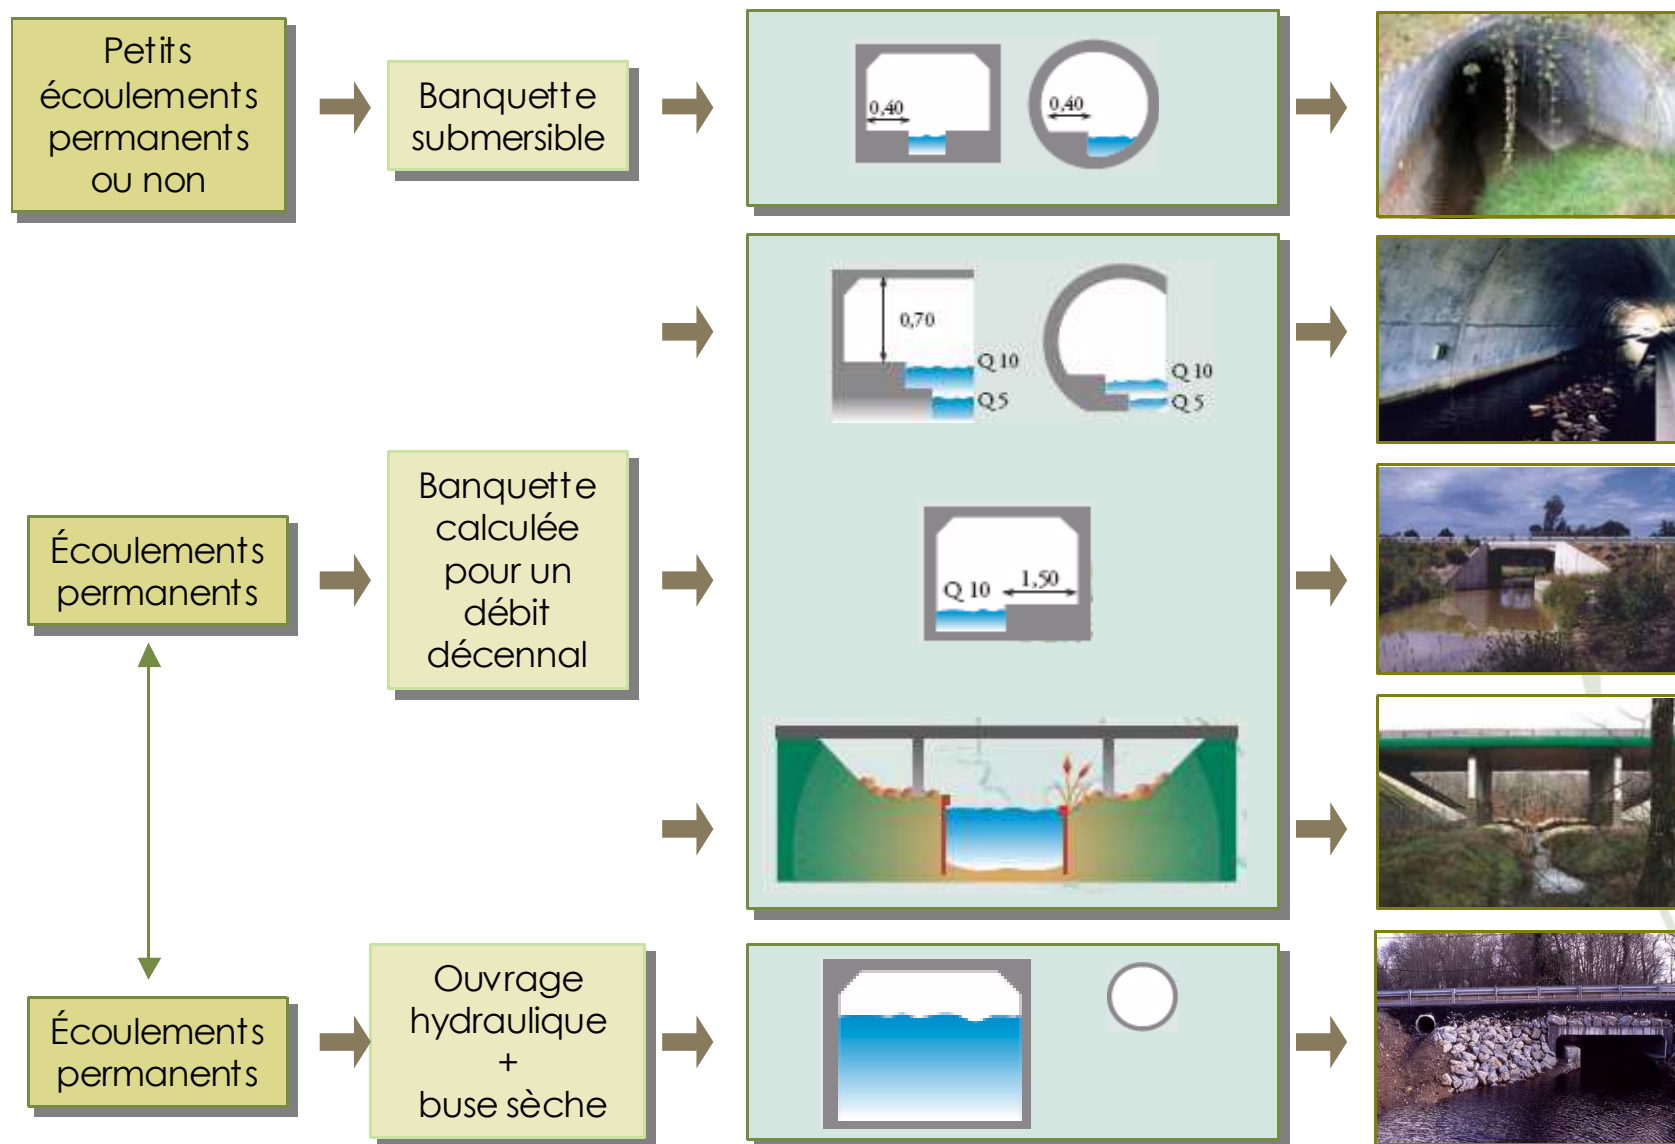 Petits
écoulements
permanents
ou non
Banquette
submersible
0,40
0,40
0,70
Q 10
Q 5
Q 10
Q 5
Écoulements
permanents
Banquette
calculée
pour un
débit
décennal
Q 10
1,50
Écoulements
permanents
Ouvrage
hydraulique
+
buse sèche